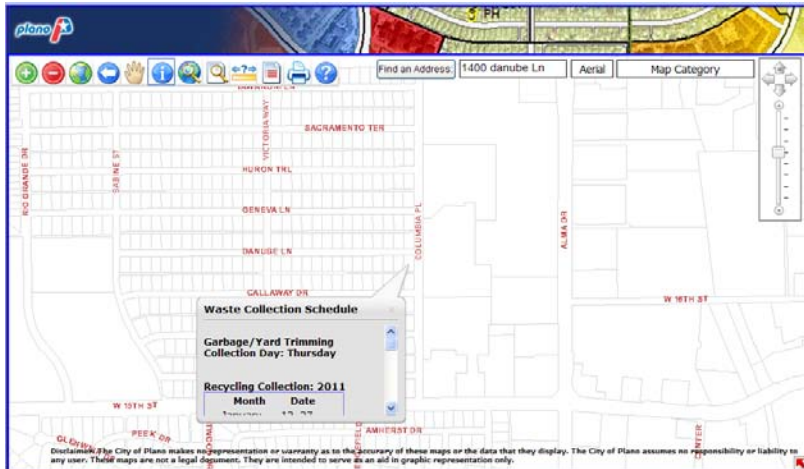 plano
PH
Find an Address:
1400 danube Ln
Aerial
Map Category
SACRAMENTO TER
VICTORIA WAY
RIO GRANDE DR
SABINE ST
HURON TRL
GENEVA LN
COLUMBIA PL
ALMA DR
DANUBE LN
CALLAWAY DR
W 16TH ST
Waste Collection Schedule
Garbage/Yard Trimming
Collection Day: Thursday
Recycling Collection: 2011
Month Date
January 13, 27
W 15TH ST
PEEK DR
AMHERST DR
Disclaimer: The City of Plano makes no representation or warranty as to the accuracy of these maps or the data that they display. The City of Plano assumes no responsibility or liability to
any user. These maps are not a legal document. They are intended to serve as an aid in graphic representation only.